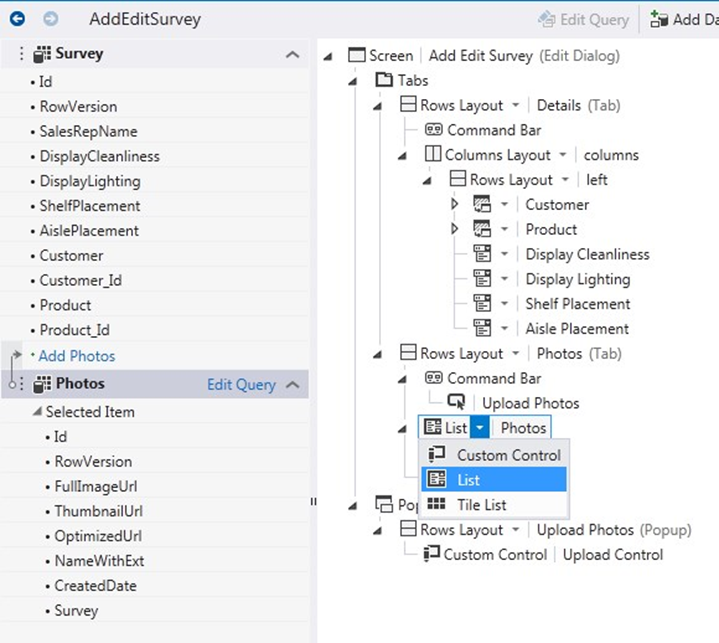 AddEditSurvey
Edit Query
Add Da
Survey
Id
RowVersion
SalesRepName
DisplayCleanliness
DisplayLighting
ShelfPlacement
AislePlacement
Customer
Customer_Id
Product
Product_Id
Add Photos
Photos Edit Query
Selected Item
Id
RowVersion
FullImageUrl
ThumbnailUrl
OptimizedUrl
NameWithExt
CreatedDate
Survey
Screen | Add Edit Survey (Edit Dialog)
Tabs
Rows Layout | Details (Tab)
Command Bar
Columns Layout | columns
Rows Layout | left
Customer
Product
Display Cleanliness
Display Lighting
Shelf Placement
Aisle Placement
Rows Layout | Photos (Tab)
Command Bar
Upload Photos
List Photos
Custom Control
List
Tile List
Pop
Rows Layout | Upload Photos (Popup)
Custom Control | Upload Control